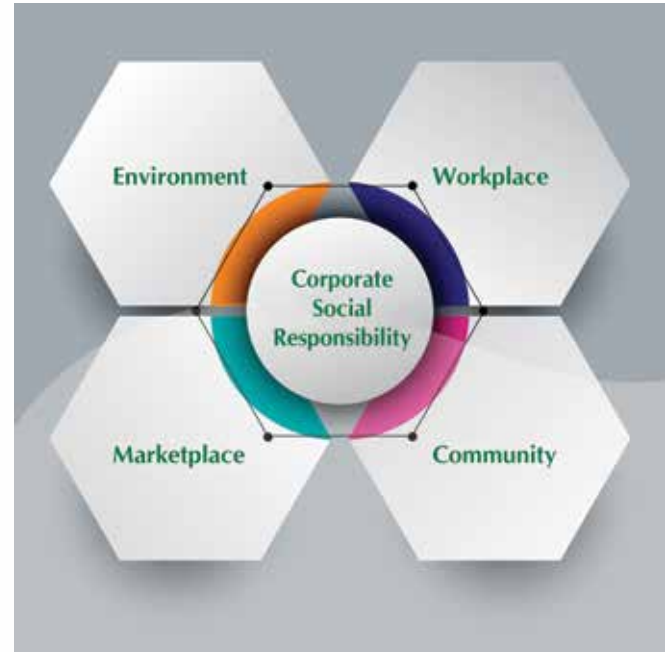 Environment
Workplace
Corporate
Social
Responsibility
Marketplace
Community